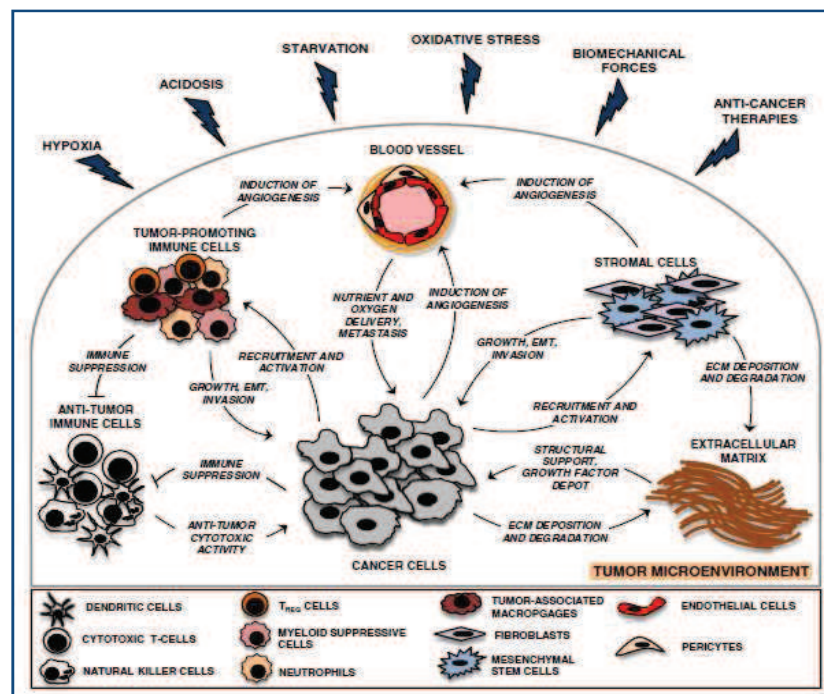 STARVATION
OXIDATIVE STRESS
BIOMECHANICAL
FORCES
ACIDOSIS
ANTI-CANCER
THERAPIES
HYPOXIA
BLOOD VESSEL
INDUCTION OF
ANGIOGENESIS
INDUCTION OF
ANGIOGENESIS
TUMOR-PROMOTING
IMMUNE CELLS
STROMAL CELLS
NUTRIENT AND
OXYGEN
DELIVERY,
METASTASIS
INDUCTION OF
ANGIOGENESIS
IMMUNE
SUPPRESSION
RECRUITMENT AND
ACTIVATION
GROWTH, EMT,
INVASION
ECM DEPOSITION
AND DEGRADATION
GROWTH, EMT,
INVASION
ANTI-TUMOR
IMMUNE CELLS
RECRUITMENT AND
ACTIVATION
EXTRACELLULAR
MATRIX
IMMUNE
SUPPRESSION
STRUCTURAL
SUPPORT,
GROWTH FACTOR
DEPOT
ANTI-TUMOR
CYTOTOXIC
ACTIVITY
ECM DEPOSITION
AND DEGRADATION
CANCER CELLS
TUMOR MICROENVIRONMENT
DENDRITIC CELLS
CYTOTOXIC T-CELLS
NATURAL KILLER CELLS
TREG CELLS
MYELOID SUPPRESSIVE
CELLS
NEUTROPHILS
TUMOR-ASSOCIATED
MACROPGAGES
FIBROBLASTS
MESENCHYMAL
STEM CELLS
ENDOTHELIAL CELLS
PERICYTES